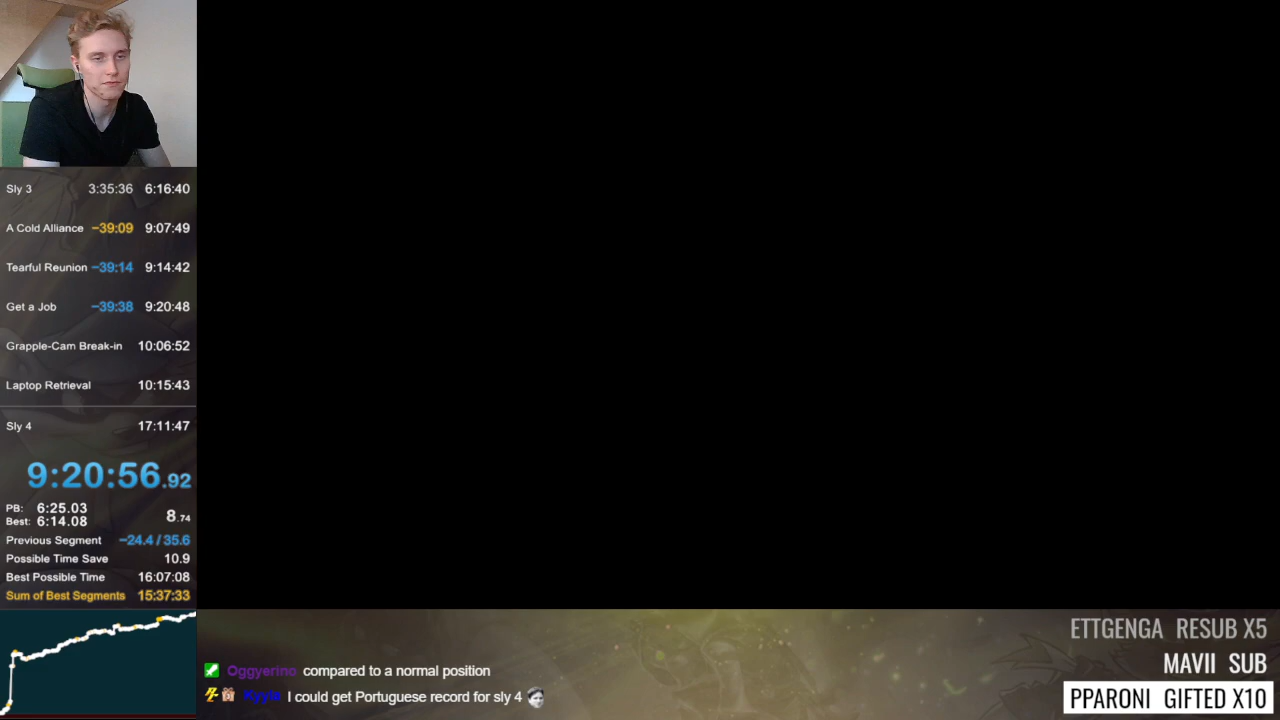 Sly 3 3:35:36 6:16:40
A Cold Alliance −39:09 9:07:49
Tearful Reunion −39:14 9:14:42
Get a Job −39:38 9:20:48
Grapple-Cam Break-in 10:06:52
Laptop Retrieval 10:15:43
Sly 4 17:11:47
9:20:56.92
PB: 6:25.03
Best: 6:14.08
8.74
Previous Segment −24.4 / 35.6
Possible Time Save 10.9
Best Possible Time 16:07:08
Sum of Best Segments 15:37:33
Oggyerino compared to a normal position
I could get Portuguese record for sly 4
ETTGENGA RESUB X5
MAVII SUB
PPARONI GIFTED X10